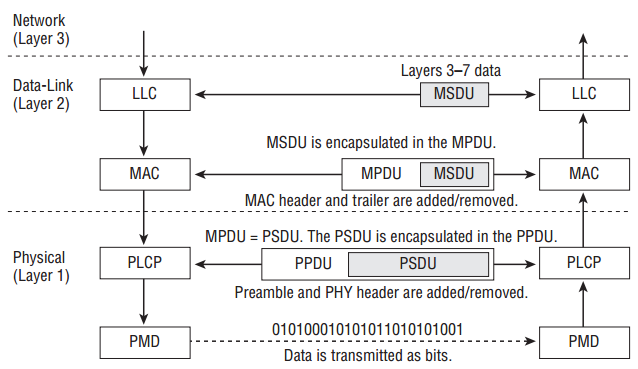 Network
(Layer 3)
Layers 3–7 data
Data-Link
(Layer 2)
LLC
MSDU
LLC
MSDU is encapsulated in the MPDU.
MAC
MPDU
MSDU
MAC
MAC header and trailer are added/removed.
MPDU = PSDU. The PSDU is encapsulated in the PPDU.
Physical
(Layer 1)
PLCP
PPDU
PSDU
PLCP
Preamble and PHY header are added/removed.
PMD
010100010101011010101001
PMD
Data is transmitted as bits.